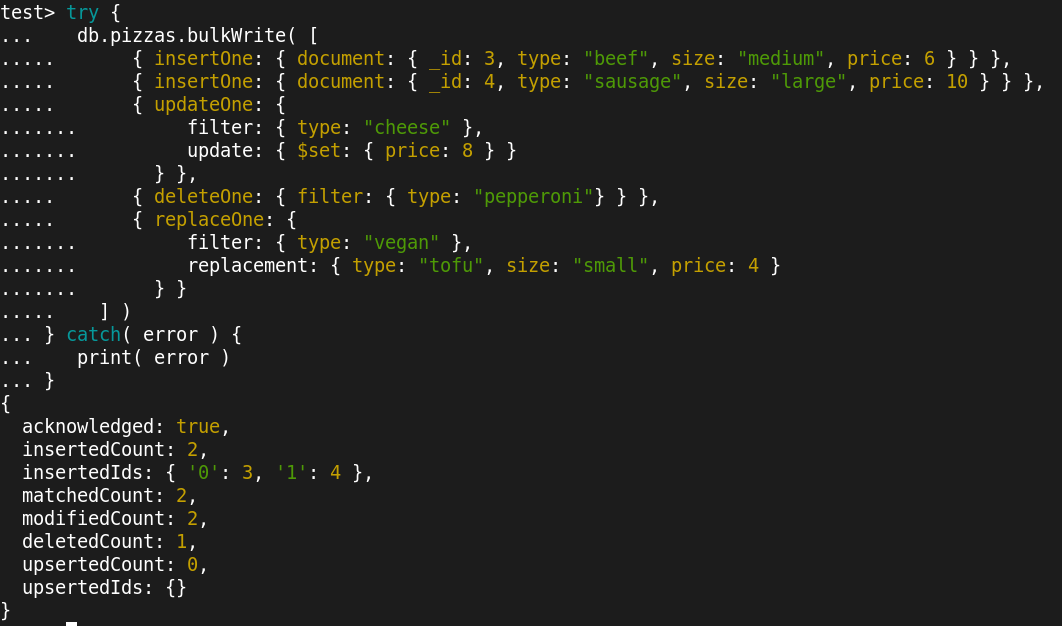 test> try {
...    db.pizzas.bulkWrite( [
.....       { insertOne: { document: { _id: 3, type: "beef", size: "medium", price: 6 } } },
.....       { insertOne: { document: { _id: 4, type: "sausage", size: "large", price: 10 } } },
.....       { updateOne: {
.......          filter: { type: "cheese" },
.......          update: { $set: { price: 8 } }
.......       } },
.....       { deleteOne: { filter: { type: "pepperoni"} } },
.....       { replaceOne: {
.......          filter: { type: "vegan" },
.......          replacement: { type: "tofu", size: "small", price: 4 }
.......       } }
.....    ] )
... } catch( error ) {
...    print( error )
... }
{
  acknowledged: true,
  insertedCount: 2,
  insertedIds: { '0': 3, '1': 4 },
  matchedCount: 2,
  modifiedCount: 2,
  deletedCount: 1,
  upsertedCount: 0,
  upsertedIds: {}
}